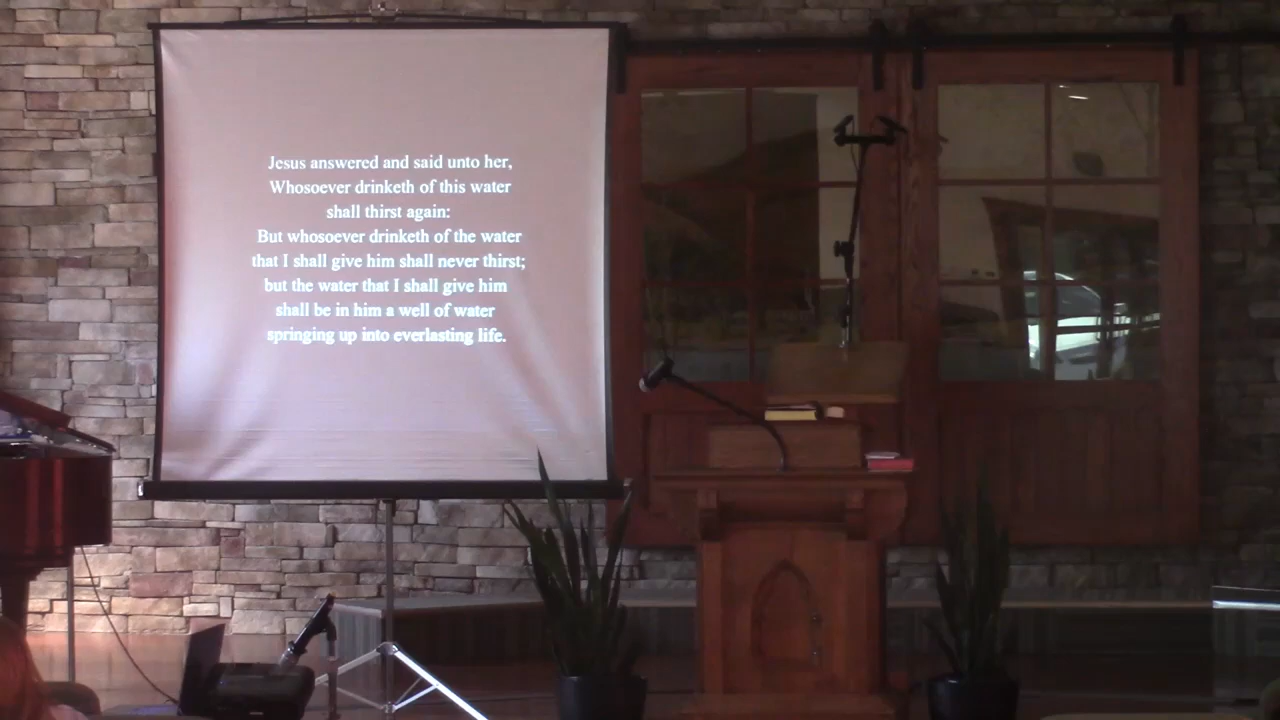 Jesus answered and said unto her,
Whosoever drinketh of this water
shall thirst again:
But whosoever drinketh of the water
that I shall give him shall never thirst;
but the water that I shall give him
shall be in him a well of water
springing up into everlasting life.